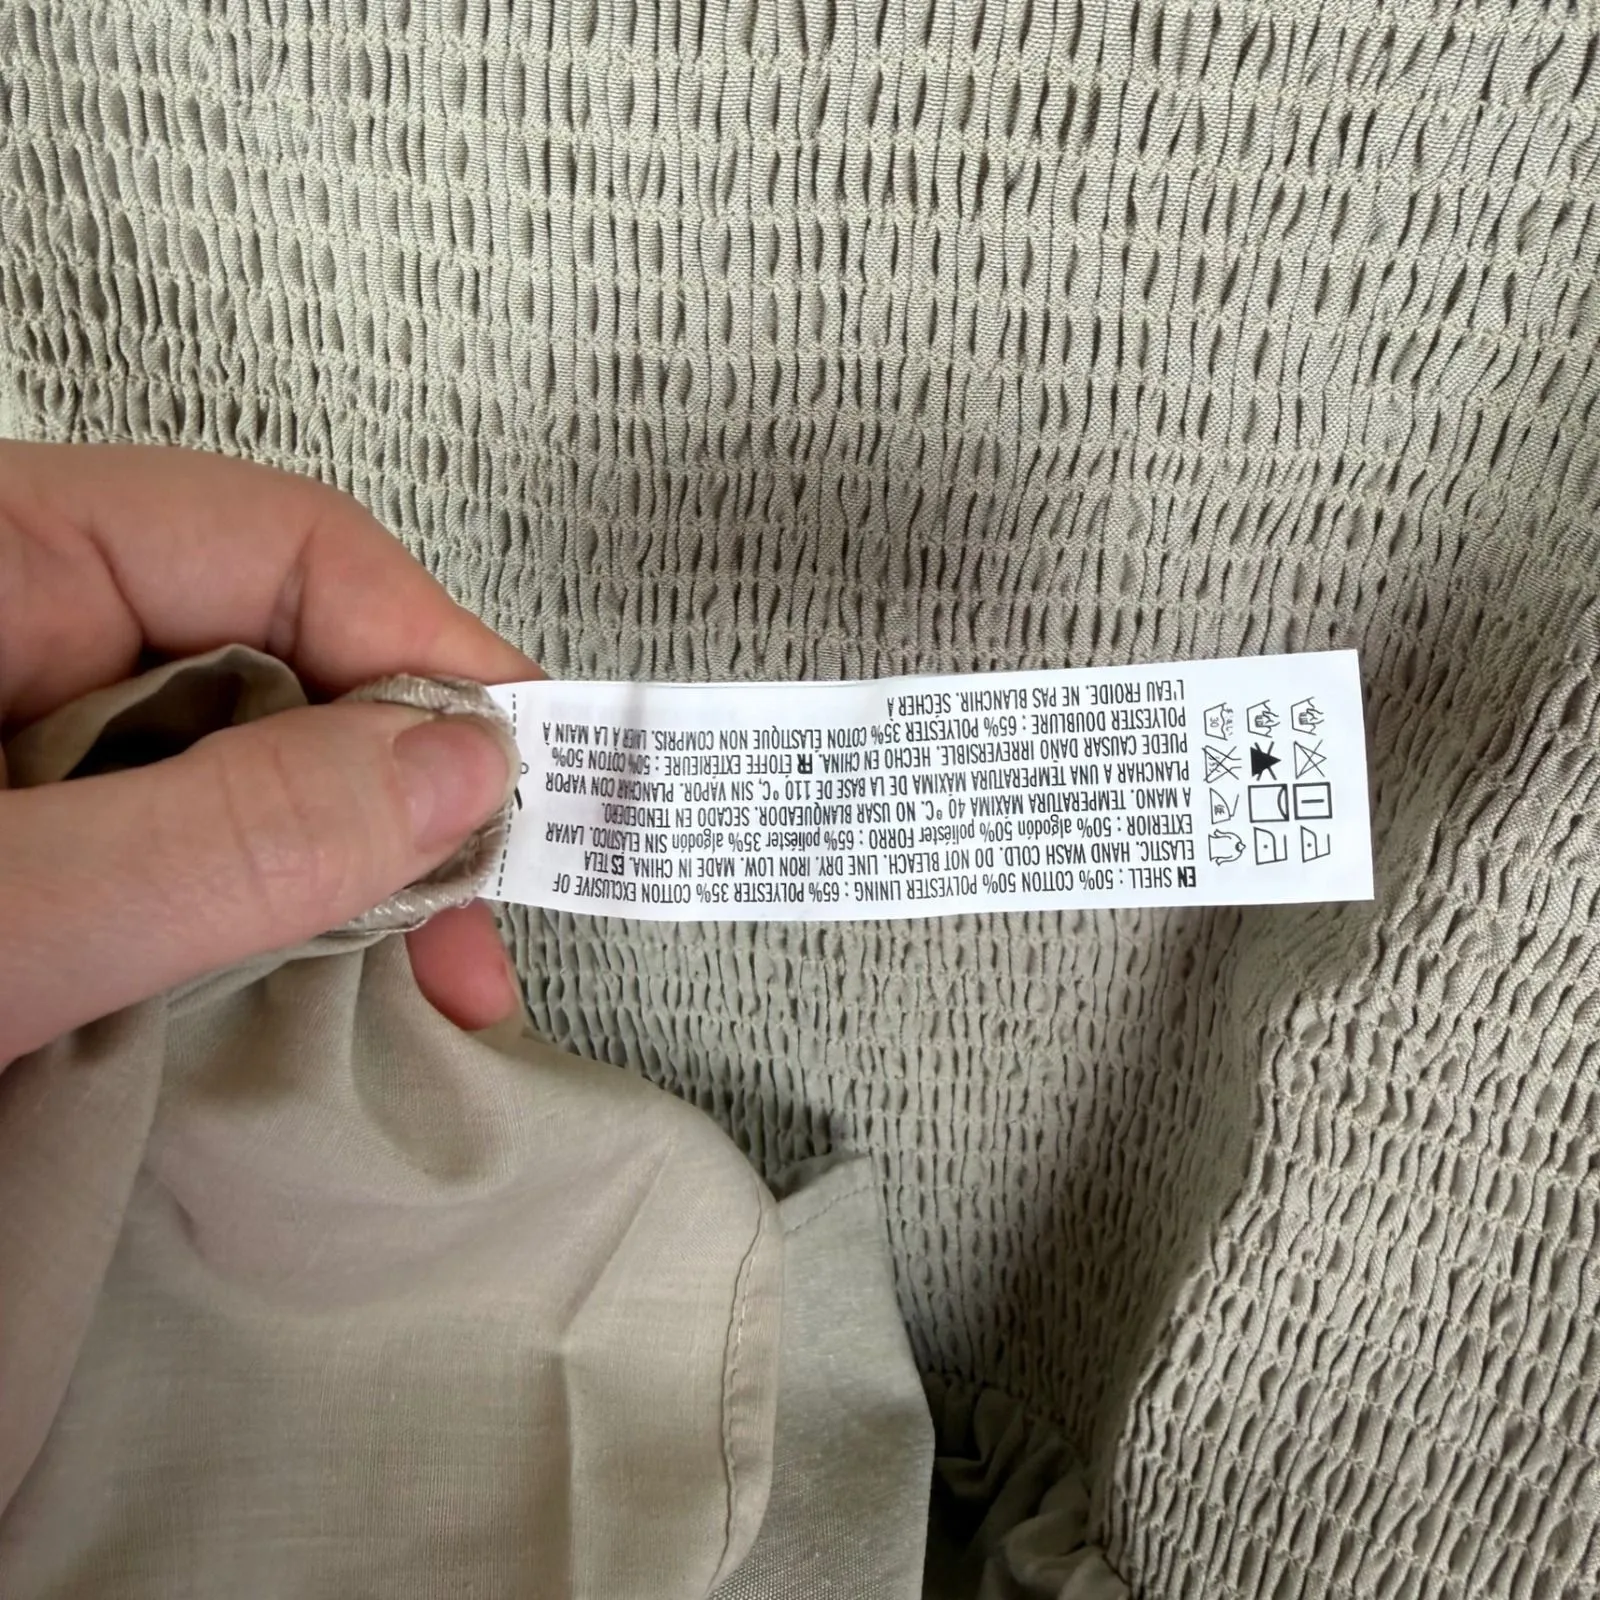 EN SHELL : 50% COTTON 50% POLYESTER LINING : 65% POLYESTER 35% COTTON EXCLUSIVE OF
ELASTIC. HAND WASH COLD. DO NOT BLEACH. LINE DRY. IRON LOW. MADE IN CHINA. ES TELA
EXTERIOR : 50% algodón 50% poliéster FORRO : 65% poliéster 35% algodón SIN ELÁSTICO. LAVAR
A MANO. TEMPERATURA MÁXIMA 40 °C. NO USAR BLANQUEADOR. SECADO EN TENDEDERO.
PLANCHAR A UNA TEMPERATURA MÁXIMA DE LA BASE DE 110 °C, SIN VAPOR. PLANCHAR CON VAPOR
PUEDE CAUSAR DAÑO IRREVERSIBLE. HECHO EN CHINA. FR ÉTOFFE EXTÉRIEURE : 50% COTON 50%
POLYESTER DOUBLURE : 65% POLYESTER 35% COTON ÉLASTIQUE NON COMPRIS. LAVER À LA MAIN À
L'EAU FROIDE. NE PAS BLANCHIR. SÉCHER À